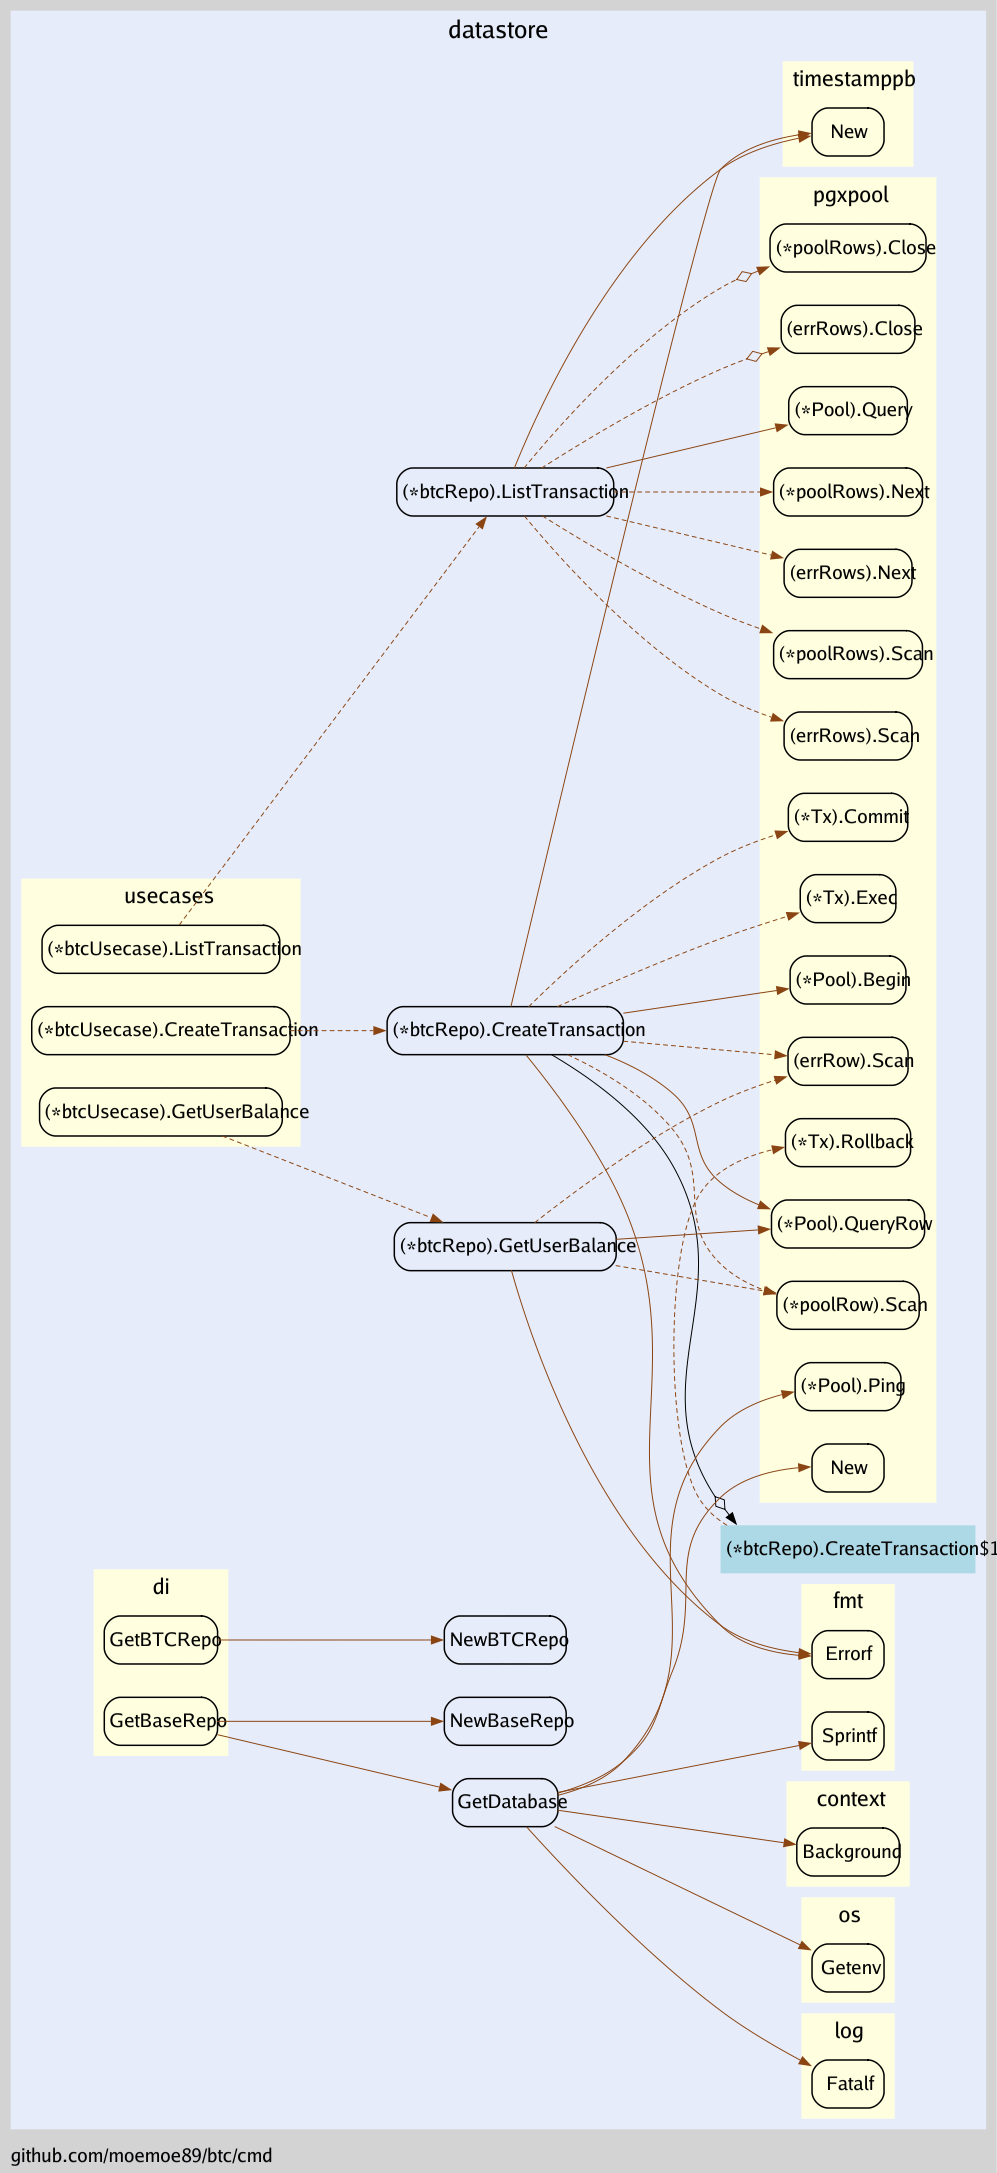 datastore
timestamppb
New
pgxpool
(*poolRows).Close
(errRows).Close
(*Pool).Query
(*btcRepo).ListTransaction
(*poolRows).Next
(errRows).Next
(*poolRows).Scan
(errRows).Scan
(*Tx).Commit
usecases
(*Tx).Exec
(*btcUsecase).ListTransaction
(*Pool).Begin
(*btcUsecase).CreateTransaction
(*btcRepo).CreateTransaction
(errRow).Scan
(*btcUsecase).GetUserBalance
(*Tx).Rollback
(*Pool).QueryRow
(*btcRepo).GetUserBalance
(*poolRow).Scan
(*Pool).Ping
New
(*btcRepo).CreateTransaction$1
di
fmt
GetBTCRepo
NewBTCRepo
Errorf
GetBaseRepo
NewBaseRepo
Sprintf
GetDatabase
context
Background
os
Getenv
log
Fatalf
github.com/moemoe89/btc/cmd